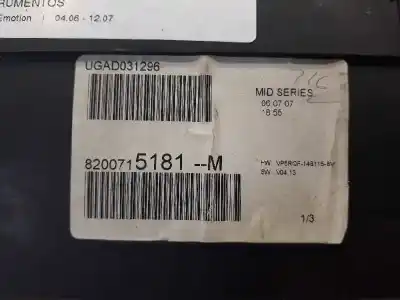 RUMENTOS
Emotion | 04.06 - 12.07
UGAD031296
MID SERIES
06.07.07
18:55
8200715181 --M
HW
SW V04.13
1/3